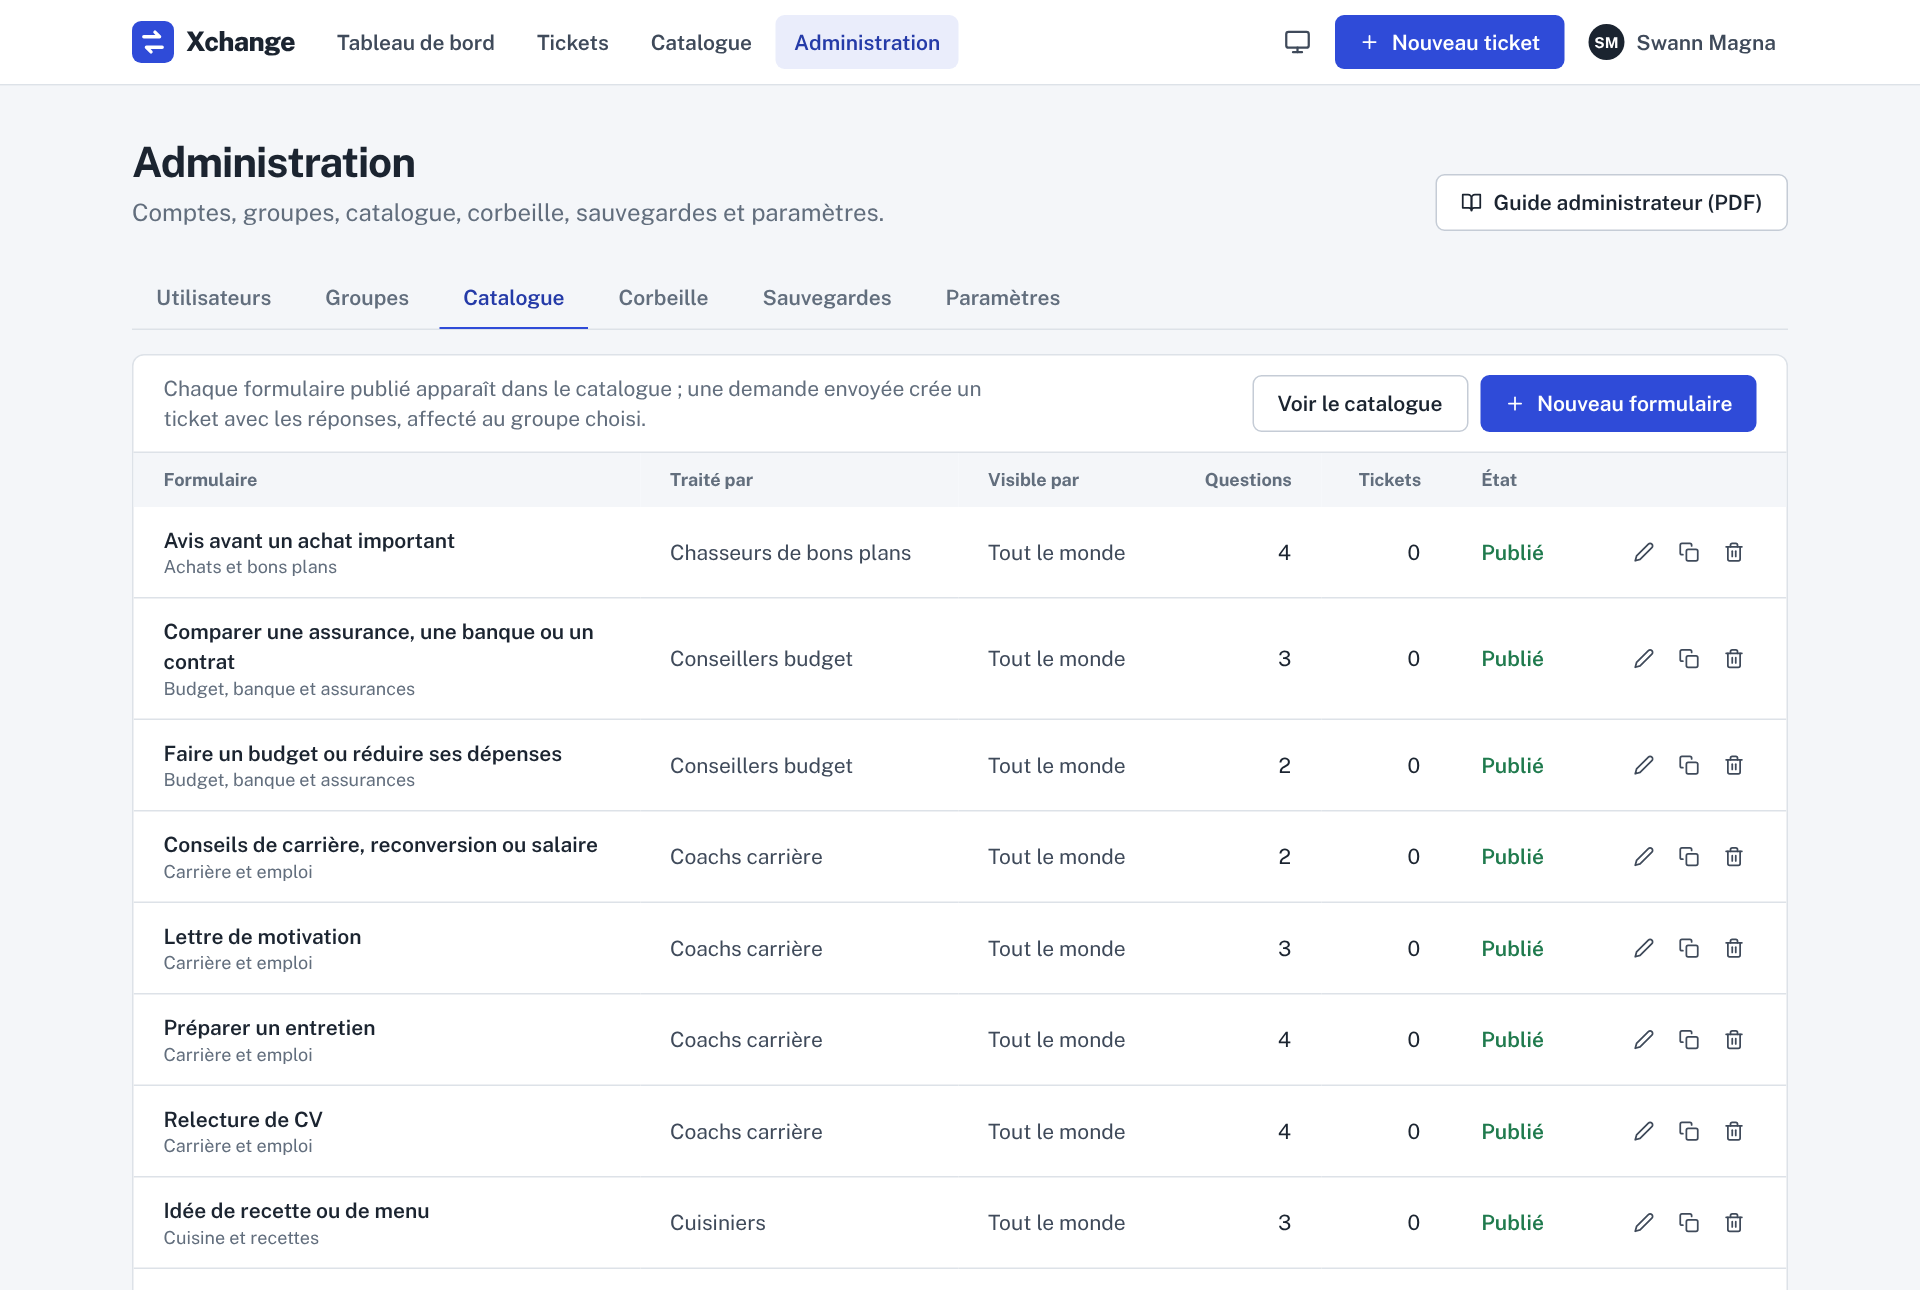 Xchange
Tableau de bord
Tickets
Catalogue
Administration
Nouveau ticket
SM
Swann Magna
Administration
Comptes, groupes, catalogue, corbeille, sauvegardes et paramètres.
Guide administrateur (PDF)
Utilisateurs
Groupes
Catalogue
Corbeille
Sauvegardes
Paramètres
Chaque formulaire publié apparaît dans le catalogue ; une demande envoyée crée un
ticket avec les réponses, affecté au groupe choisi.
Voir le catalogue
Nouveau formulaire
Formulaire Traité par Visible par Questions Tickets État
Avis avant un achat important
Achats et bons plans
Chasseurs de bons plans Tout le monde 4 0 Publié
Comparer une assurance, une banque ou un
contrat
Budget, banque et assurances
Conseillers budget Tout le monde 3 0 Publié
Faire un budget ou réduire ses dépenses
Budget, banque et assurances
Conseillers budget Tout le monde 2 0 Publié
Conseils de carrière, reconversion ou salaire
Carrière et emploi
Coachs carrière Tout le monde 2 0 Publié
Lettre de motivation
Carrière et emploi
Coachs carrière Tout le monde 3 0 Publié
Préparer un entretien
Carrière et emploi
Coachs carrière Tout le monde 4 0 Publié
Relecture de CV
Carrière et emploi
Coachs carrière Tout le monde 4 0 Publié
Idée de recette ou de menu
Cuisine et recettes
Cuisiniers Tout le monde 3 0 Publié